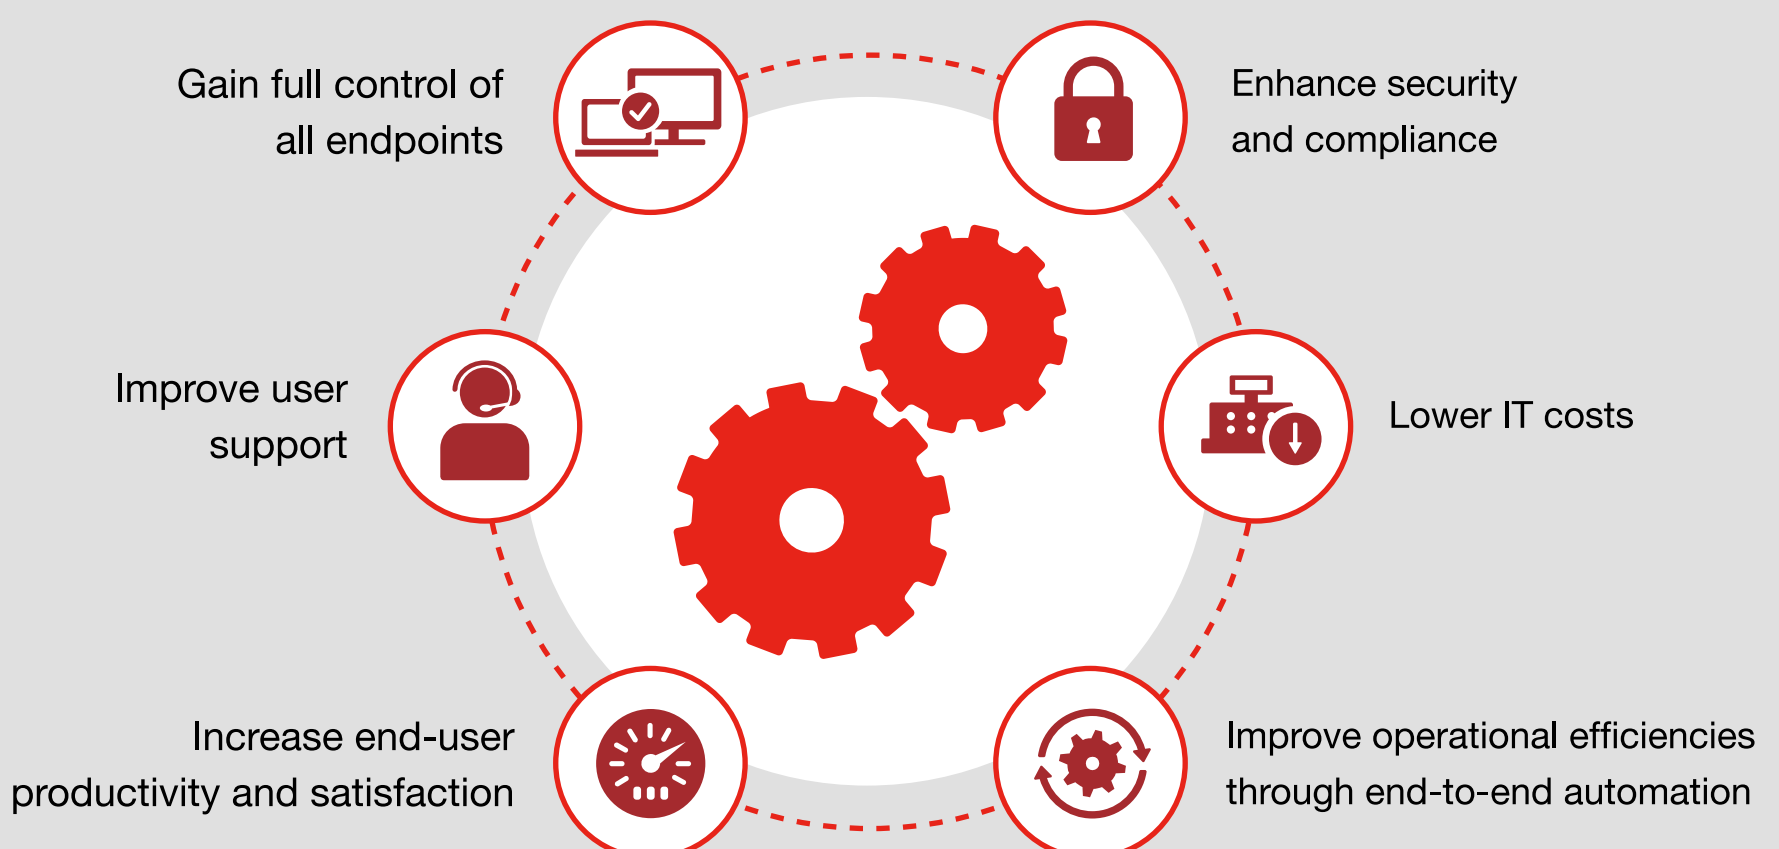 Gain full control of
all endpoints
Enhance security
and compliance
Improve user
support
Lower IT costs
Increase end-user
productivity and satisfaction
Improve operational efficiencies
through end-to-end automation